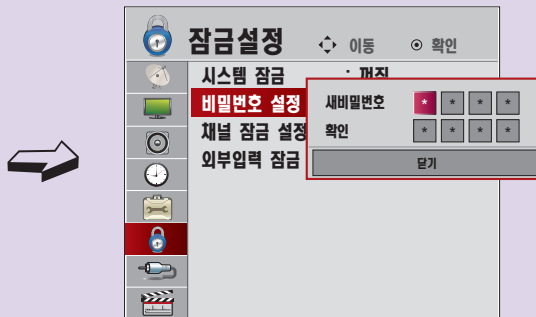 잠금설정 이동 확인
시스템 잠금 : 꺼짐
비밀번호 설정
새비밀번호 * * * *
채널 잠금 설정
확인 * * * *
외부입력 잠금
닫기